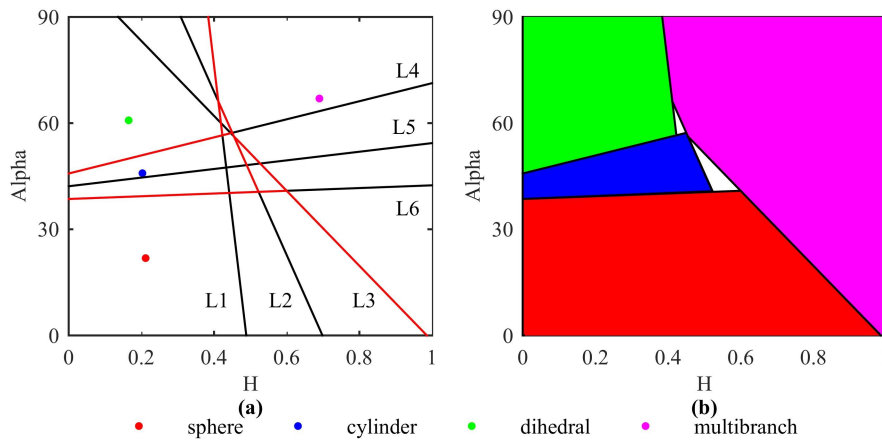 90
60
30
0
Alpha
L4
L5
L6
L1
L2
L3
0
0.2
0.4
0.6
0.8
1
H
(a)
90
60
30
0
Alpha
0
0.2
0.4
0.6
0.8
H
(b)
sphere
cylinder
dihedral
multibranch